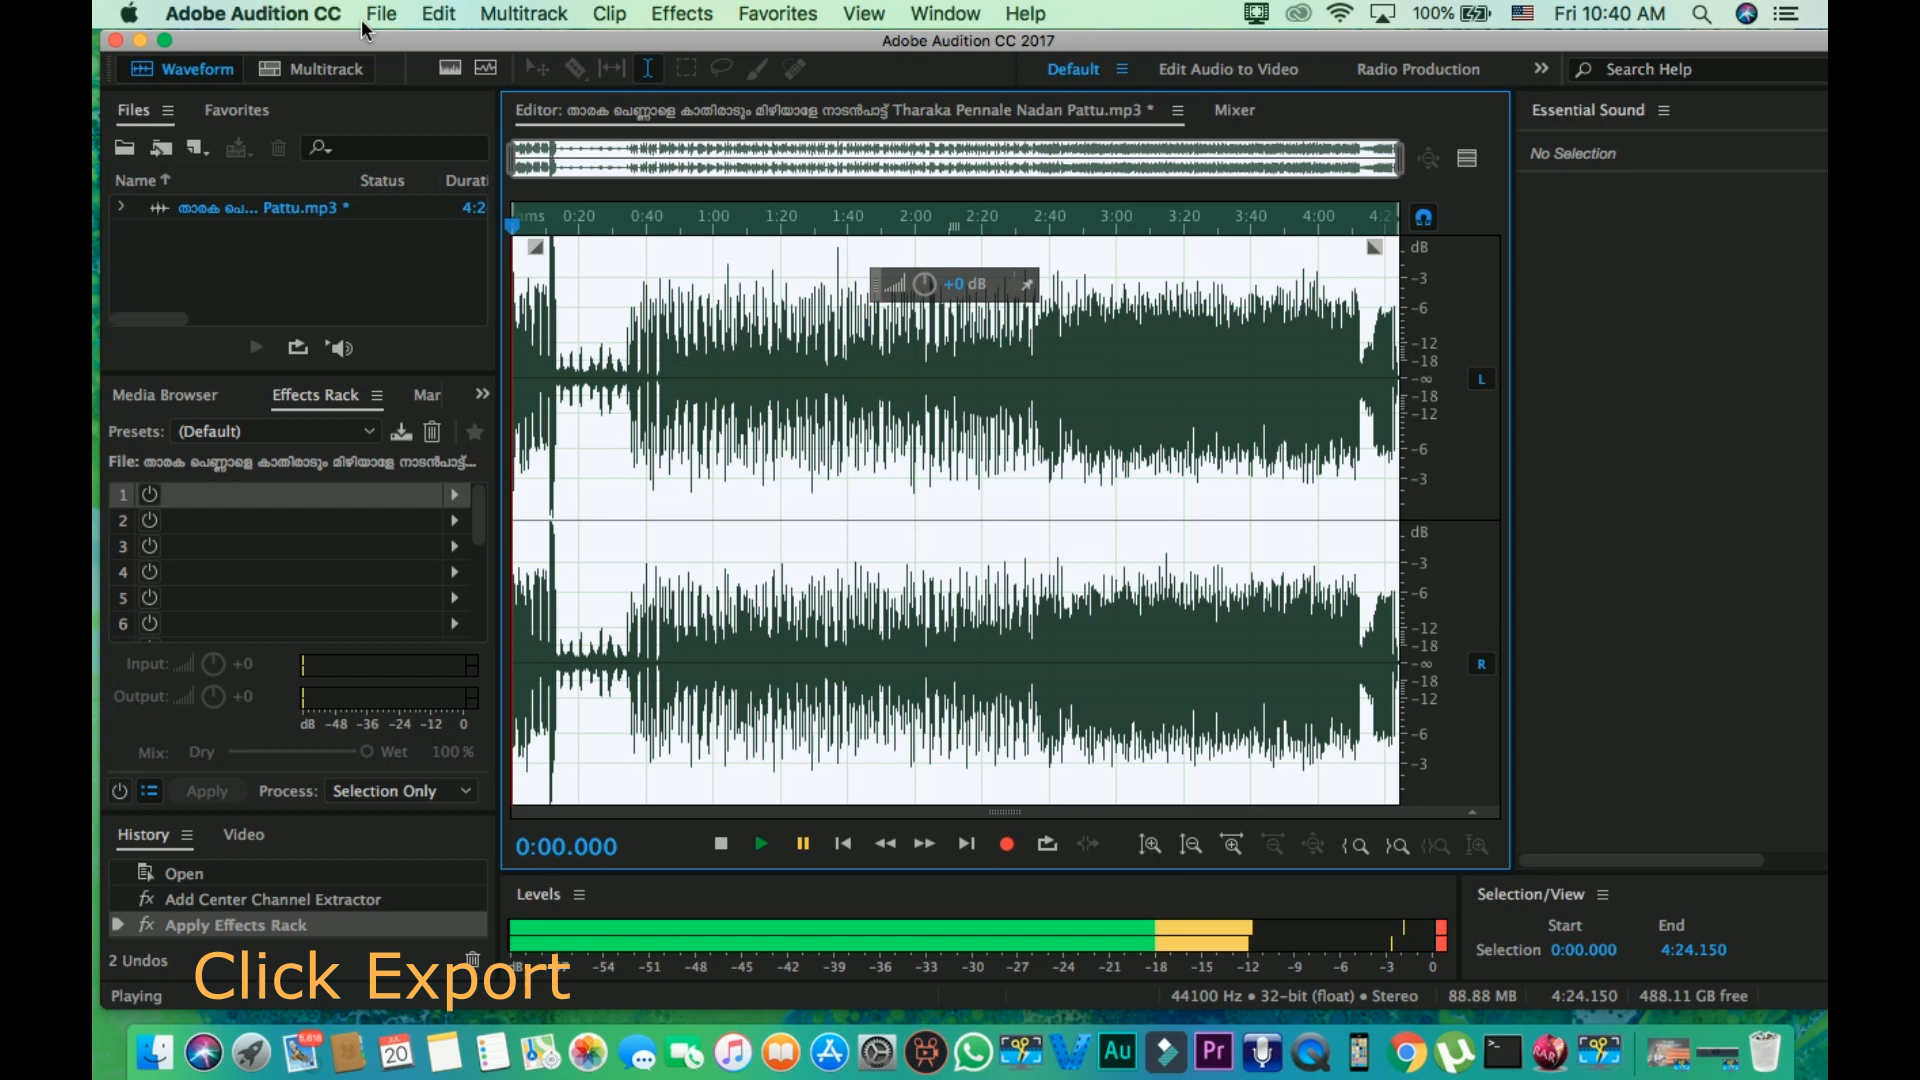 Adobe Audition CC File Edit Multitrack Clip Effects Favorites View Window Help 100% Fri 10:40 AM
Adobe Audition CC 2017
Waveform Multitrack Default Edit Audio to Video Radio Production Search Help
Files Favorites
Name Status Durati
താരക പെ... Pattu.mp3 * 4:2
Media Browser Effects Rack Mar
Presets: (Default)
File: താരക പെണ്ണാളെ കാതിരാടും മിഴിയാളേ നാടൻപാട്ട്...
1
2
3
4
5
6
Input: +0
Output: +0
dB -48 -36 -24 -12 0
Mix: Dry Wet 100 %
Apply Process: Selection Only
History Video
Open
fx Add Center Channel Extractor
fx Apply Effects Rack
2 Undos
Click Export
Playing
Editor: താരക പെണ്ണാളെ കാതിരാടും മിഴിയാളേ നാടൻപാട്ട് Tharaka Pennale Nadan Pattu.mp3 * Mixer
hms 0:20 0:40 1:00 1:20 1:40 2:00 2:20 2:40 3:00 3:20 3:40 4:00 4:2
+0 dB
dB
-3
-6
-12
-18
-∞
-18
-12
-6
-3
L
dB
-3
-6
-12
-18
-∞
-18
-12
-6
-3
R
0:00.000
Levels
-54 -51 -48 -45 -42 -39 -36 -33 -30 -27 -24 -21 -18 -15 -12 -9 -6 -3 0
Essential Sound
No Selection
Selection/View
Start End
Selection 0:00.000 4:24.150
44100 Hz • 32-bit (float) • Stereo 88.88 MB 4:24.150 488.11 GB free
20
Au
Pr